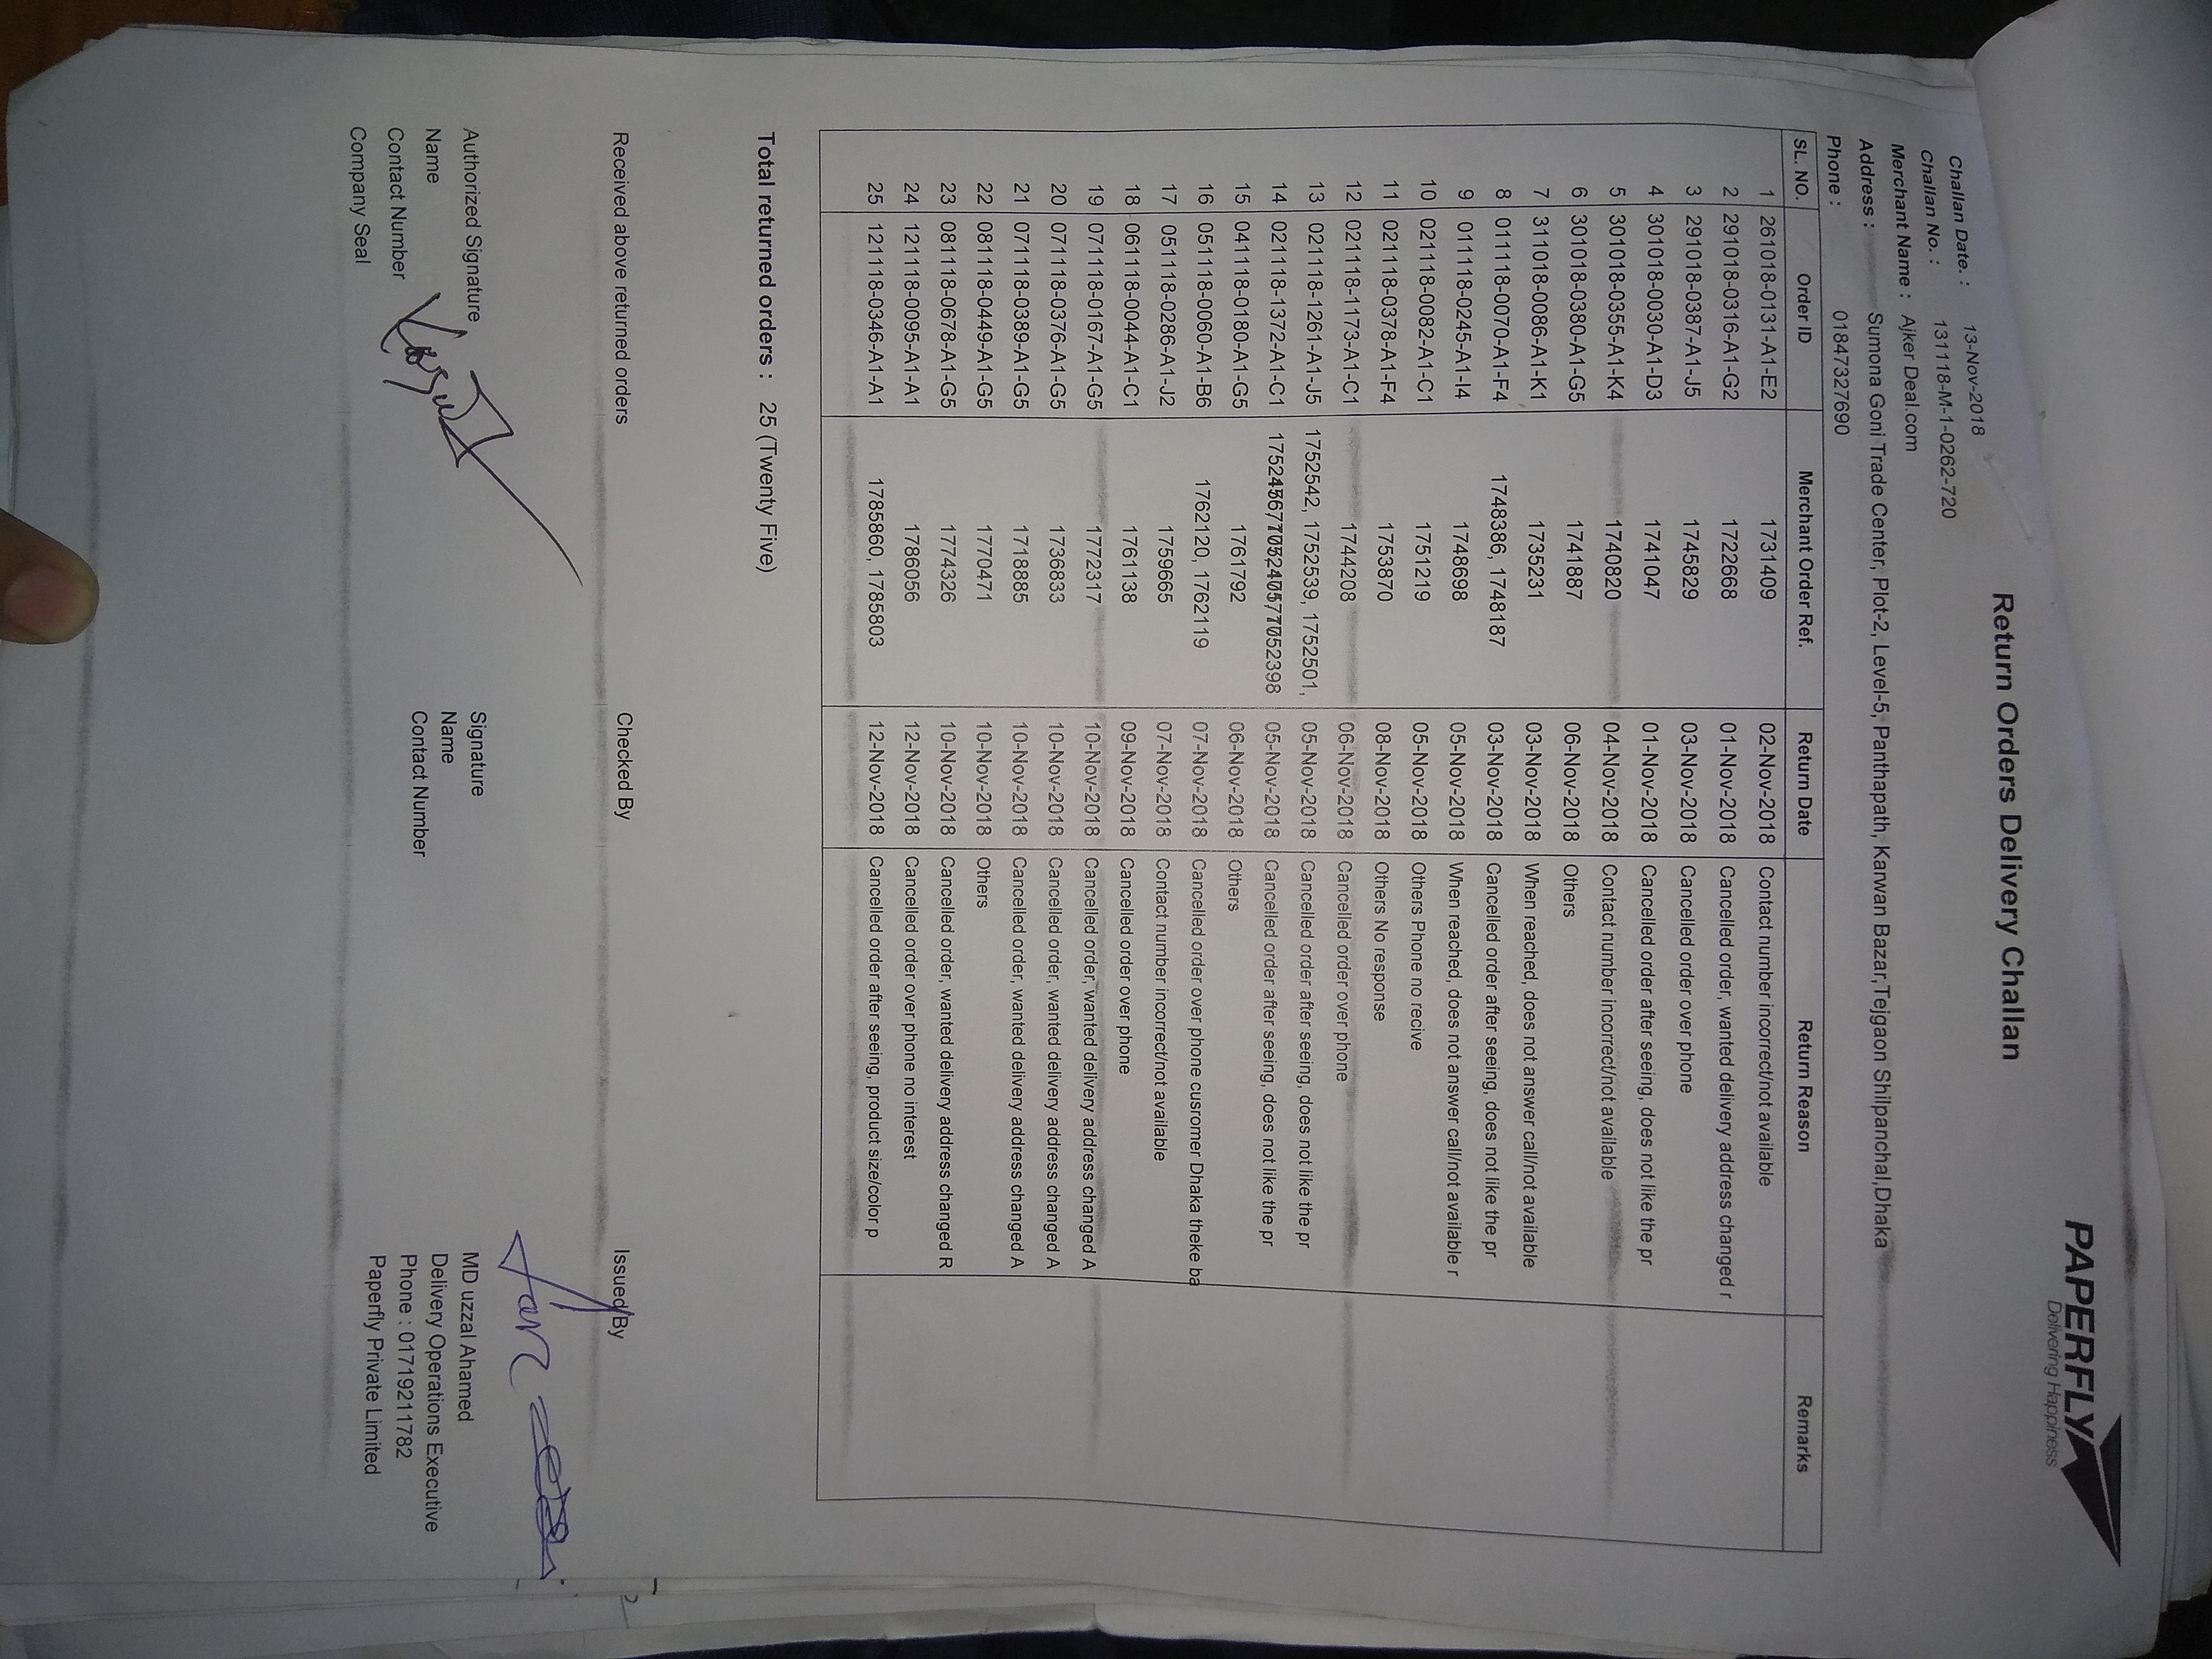 PAPERFLY
Delivering Happiness
Return Orders Delivery Challan
Challan Date. : 13-Nov-2018
Challan No. : 131118-M-1-0262-720
Merchant Name : Ajker Deal.com
Address : Sumona Goni Trade Center, Plot-2, Level-5, Panthapath, Karwan Bazar,Tejgaon Shilpanchal,Dhaka
Phone : 01847327690
SL. NO. Order ID Merchant Order Ref. Return Date Return Reason Remarks
1 261018-0131-A1-E2 1731409 02-Nov-2018 Contact number incorrect/not available
2 291018-0316-A1-G2 1722668 01-Nov-2018 Cancelled order, wanted delivery address changed r
3 291018-0387-A1-J5 1745829 03-Nov-2018 Cancelled order over phone
4 301018-0030-A1-D3 1741047 01-Nov-2018 Cancelled order after seeing, does not like the pr
5 301018-0355-A1-K4 1740820 04-Nov-2018 Contact number incorrect/not available
6 301018-0380-A1-G5 1741887 06-Nov-2018 Others
7 311018-0086-A1-K1 1735231 03-Nov-2018 When reached, does not answer call/not available
8 011118-0070-A1-F4 1748386, 1748187 03-Nov-2018 Cancelled order after seeing, does not like the pr
9 011118-0245-A1-I4 1748698 05-Nov-2018 When reached, does not answer call/not available r
10 021118-0082-A1-C1 1751219 05-Nov-2018 Others Phone no recive
11 021118-0378-A1-F4 1753870 08-Nov-2018 Others No response
12 021118-1173-A1-C1 1744208 06-Nov-2018 Cancelled order over phone
13 021118-1261-A1-J5 1752542, 1752539, 1752501, 05-Nov-2018 Cancelled order after seeing, does not like the pr
14 021118-1372-A1-C1 05-Nov-2018 Cancelled order after seeing, does not like the pr
15 041118-0180-A1-G5 1761792 06-Nov-2018 Others
16 051118-0060-A1-B6 1762120, 1762119 07-Nov-2018 Cancelled order over phone cusromer Dhaka theke ba
17 051118-0286-A1-J2 1759665 07-Nov-2018 Contact number incorrect/not available
18 061118-0044-A1-C1 1761138 09-Nov-2018 Cancelled order over phone
19 071118-0167-A1-G5 1772317 10-Nov-2018 Cancelled order, wanted delivery address changed A
20 071118-0376-A1-G5 1736833 10-Nov-2018 Cancelled order, wanted delivery address changed A
21 071118-0389-A1-G5 1718885 10-Nov-2018 Cancelled order, wanted delivery address changed A
22 081118-0449-A1-G5 1770471 10-Nov-2018 Others
23 081118-0678-A1-G5 1774326 10-Nov-2018 Cancelled order, wanted delivery address changed R
24 121118-0095-A1-A1 1786056 12-Nov-2018 Cancelled order over phone no interest
25 121118-0346-A1-A1 1785860, 1785803 12-Nov-2018 Cancelled order after seeing, product size/color p
Total returned orders : 25 (Twenty Five)
Received above returned orders Checked By Issued By
Authorized Signature Signature MD uzzal Ahamed
Name Name Delivery Operations Executive
Contact Number Contact Number Phone : 01719211782
Company Seal Paperfly Private Limited